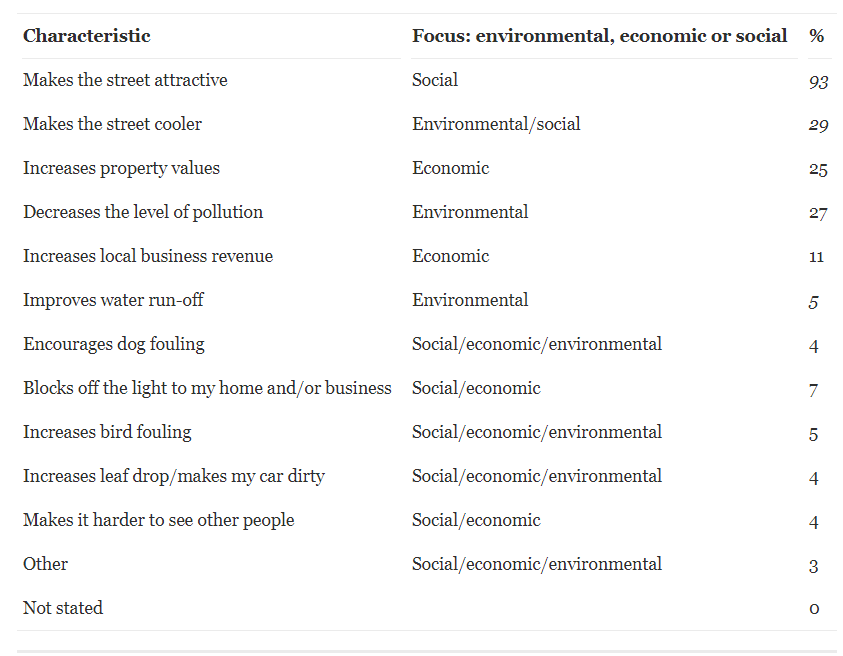 Characteristic Focus: environmental, economic or social %
Makes the street attractive Social 93
Makes the street cooler Environmental/social 29
Increases property values Economic 25
Decreases the level of pollution Environmental 27
Increases local business revenue Economic 11
Improves water run-off Environmental 5
Encourages dog fouling Social/economic/environmental 4
Blocks off the light to my home and/or business Social/economic 7
Increases bird fouling Social/economic/environmental 5
Increases leaf drop/makes my car dirty Social/economic/environmental 4
Makes it harder to see other people Social/economic 4
Other Social/economic/environmental 3
Not stated 0